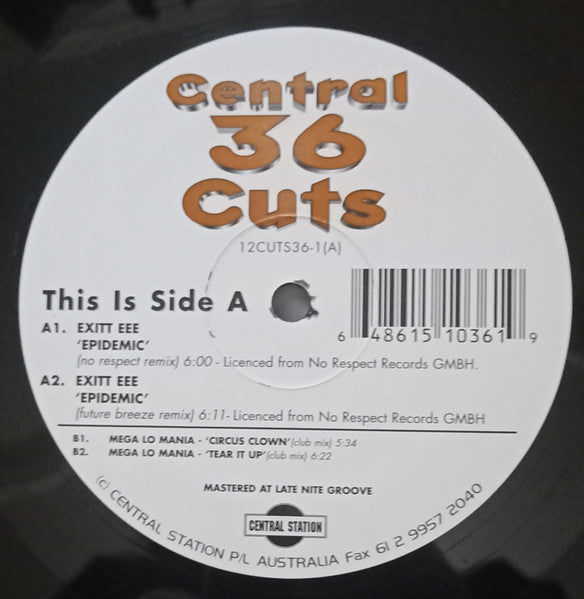 Central
36
Cuts
12CUTS36-1(A)
This Is Side A
6 48615 10361 9
A1. EXITT EEE
'EPIDEMIC'
(no respect remix) 6:00 - Licenced from No Respect Records GMBH.
A2. EXITT EEE
'EPIDEMIC'
(future breeze remix) 6:11- Licenced from No Respect Records GMBH
B1. MEGA LO MANIA - 'CIRCUS CLOWN'(club mix) 5:34
B2. MEGA LO MANIA - 'TEAR IT UP'(club mix) 6:22
MASTERED AT LATE NITE GROOVE
CENTRAL STATION
(c) CENTRAL STATION P/L AUSTRALIA Fax 61 2 9957 2040